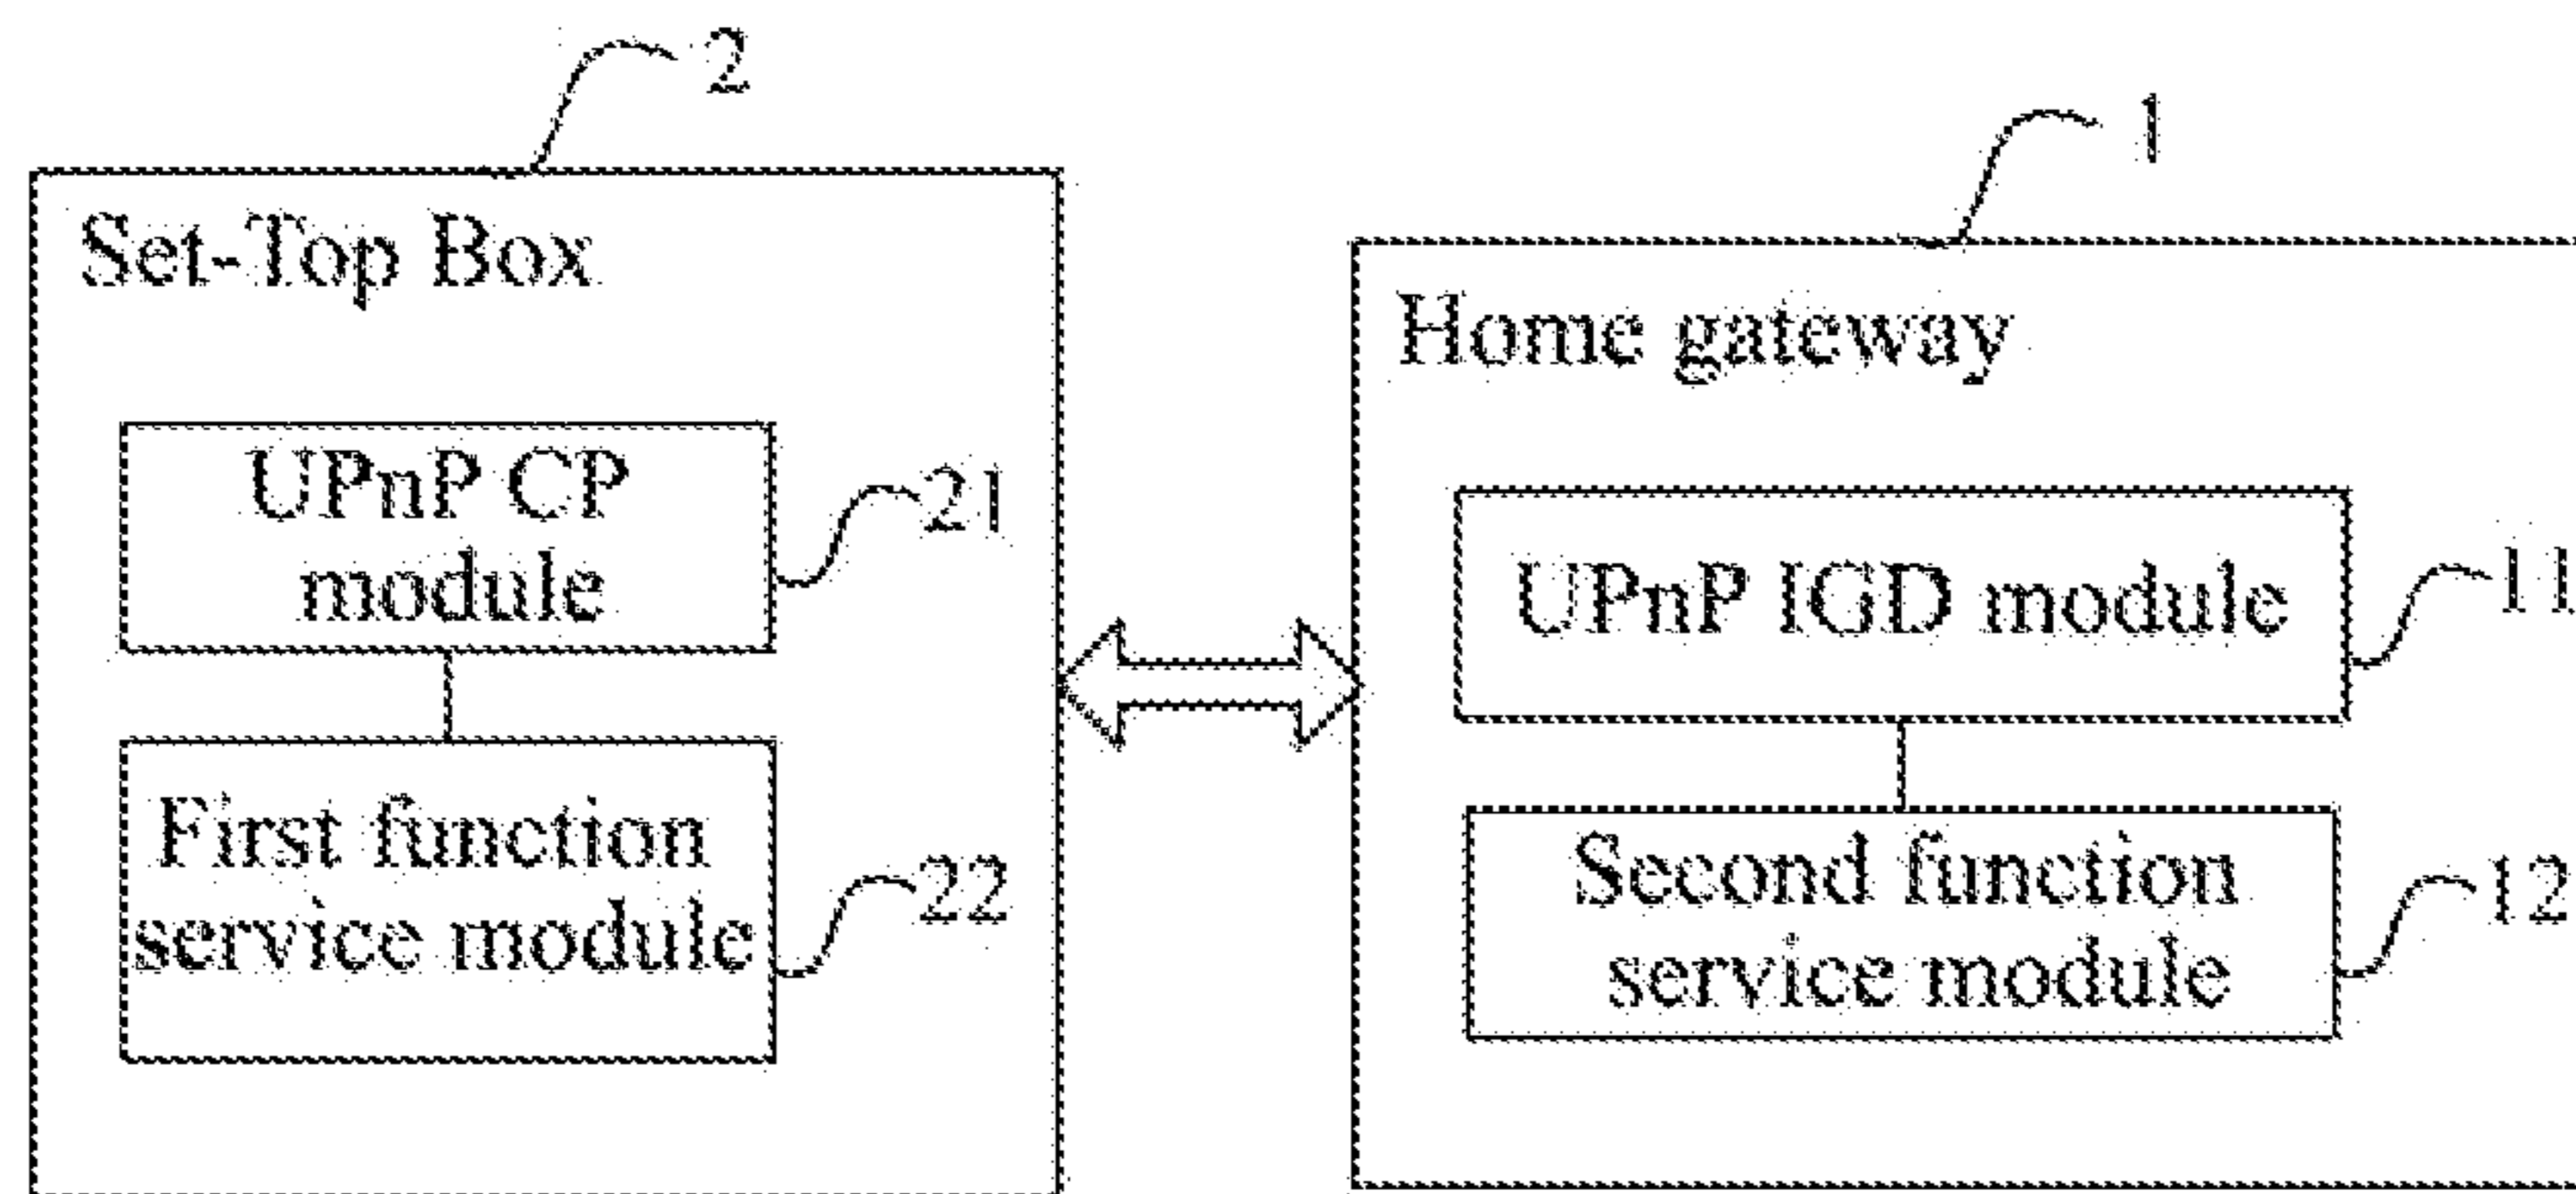 2
1
Set-Top Box
Home gateway
UPnP CP
module
21
UPnP IGD module
11
First function
service module
22
Second function
service module
12